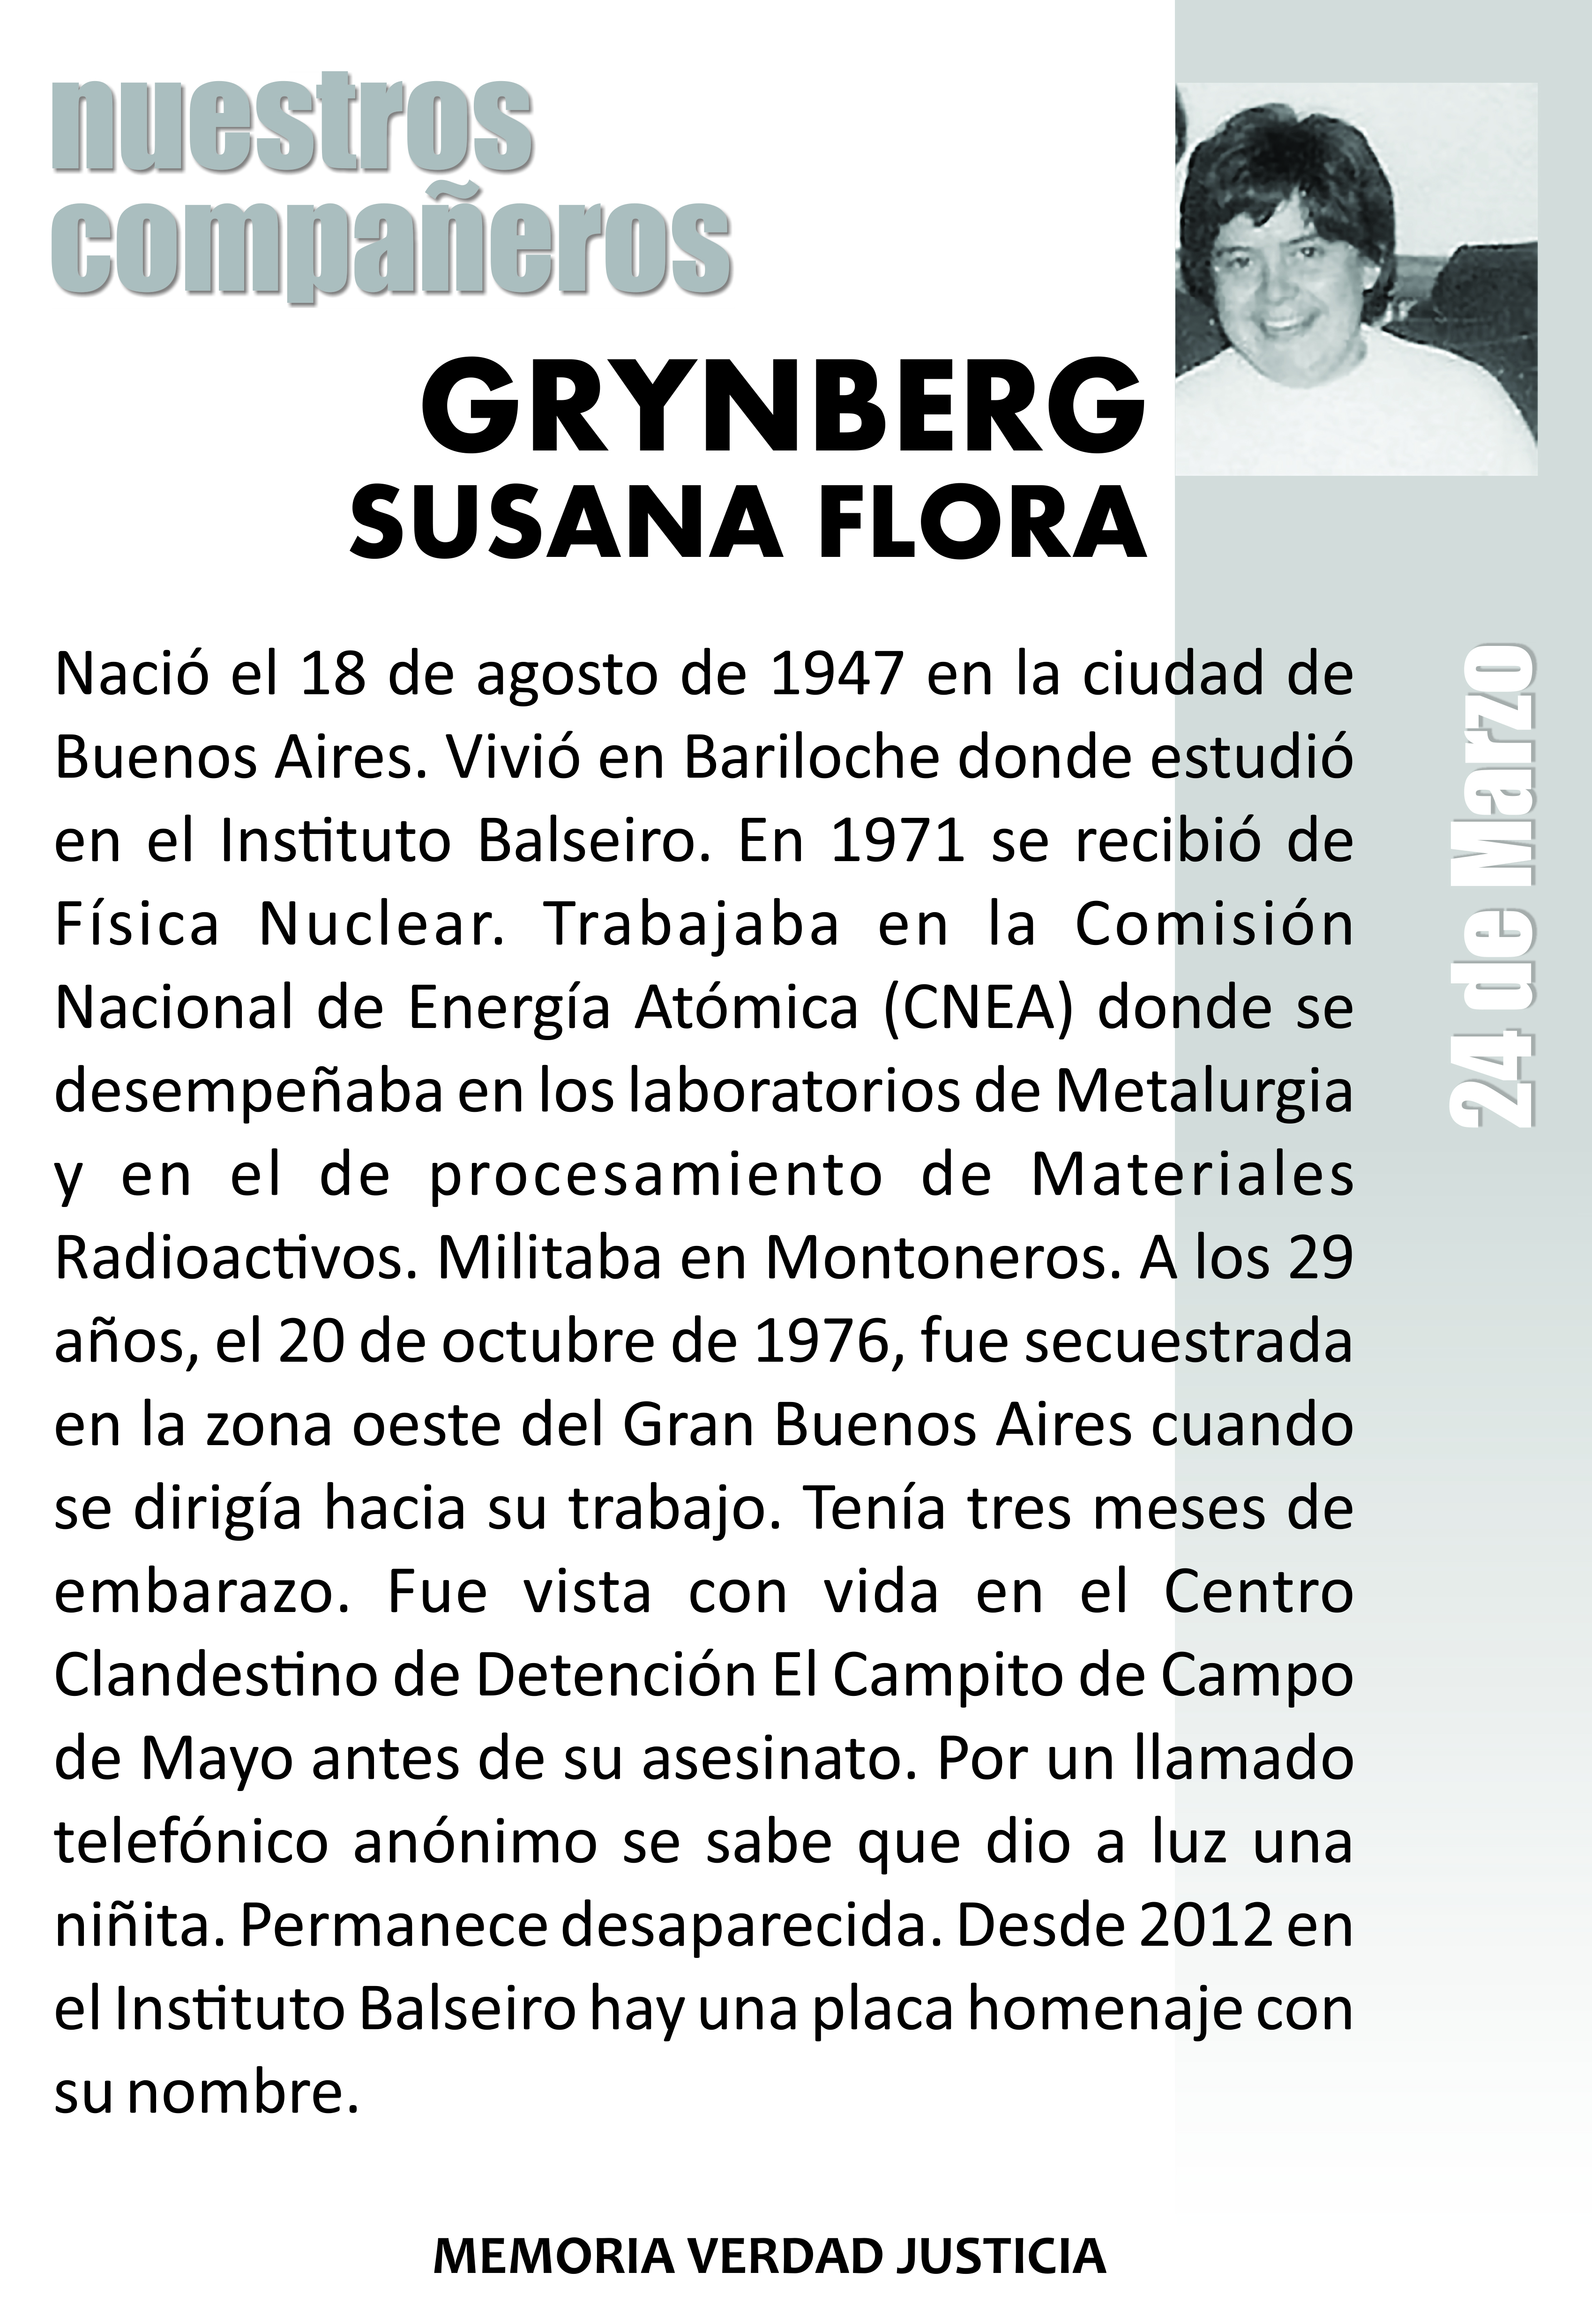 nuestros
compañeros
GRYNBERG
SUSANA FLORA
Nació el 18 de agosto de 1947 en la ciudad de
Buenos Aires. Vivió en Bariloche donde estudió
en el Instituto Balseiro. En 1971 se recibió de
Física Nuclear. Trabajaba en la Comisión
Nacional de Energía Atómica (CNEA) donde se
desempeñaba en los laboratorios de Metalurgia
y en el de procesamiento de Materiales
Radioactivos. Militaba en Montoneros. A los 29
años, el 20 de octubre de 1976, fue secuestrada
en la zona oeste del Gran Buenos Aires cuando
se dirigía hacia su trabajo. Tenía tres meses de
embarazo. Fue vista con vida en el Centro
Clandestino de Detención El Campito de Campo
de Mayo antes de su asesinato. Por un llamado
telefónico anónimo se sabe que dio a luz una
niñita. Permanece desaparecida. Desde 2012 en
el Instituto Balseiro hay una placa homenaje con
su nombre.
24 de Marzo
MEMORIA VERDAD JUSTICIA